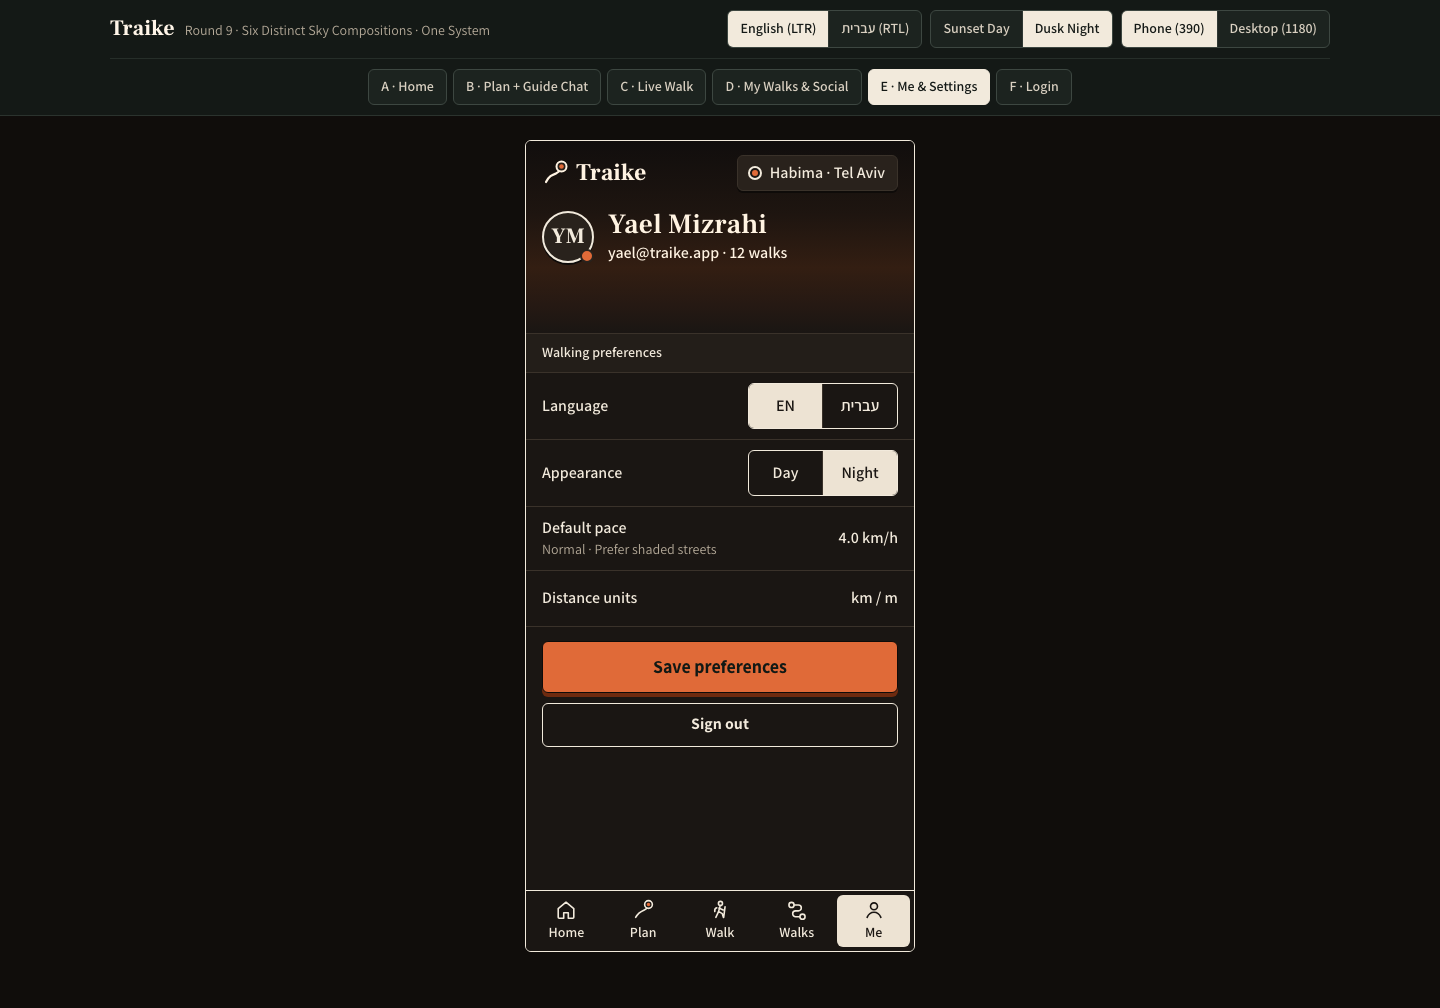 Traike Round 9 · Six Distinct Sky Compositions · One System
English (LTR) עברית (RTL) Sunset Day Dusk Night Phone (390) Desktop (1180)
A · Home B · Plan + Guide Chat C · Live Walk D · My Walks & Social E · Me & Settings F · Login
Traike Habima · Tel Aviv
YM Yael Mizrahi
yael@traike.app · 12 walks
Walking preferences
Language EN עברית
Appearance Day Night
Default pace 4.0 km/h
Normal · Prefer shaded streets
Distance units km / m
Save preferences
Sign out
Home Plan Walk Walks Me